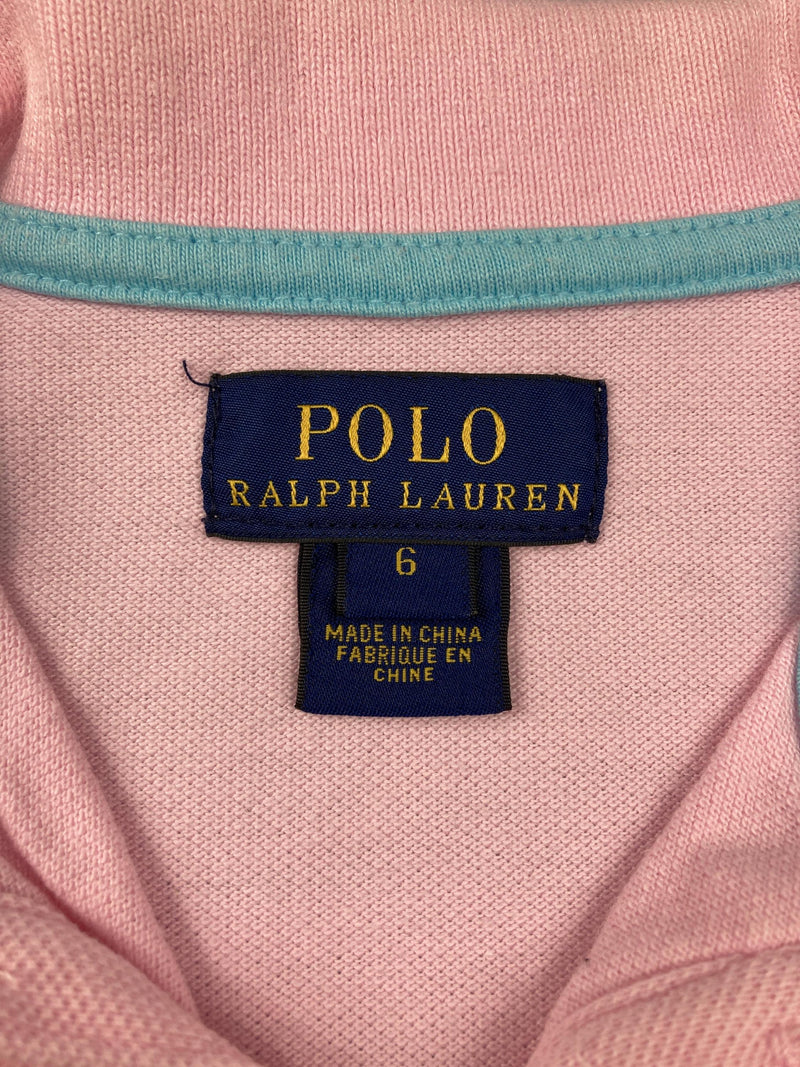 POLO
RALPH LAUREN
6
MADE IN CHINA
FABRIQUE EN
CHINE